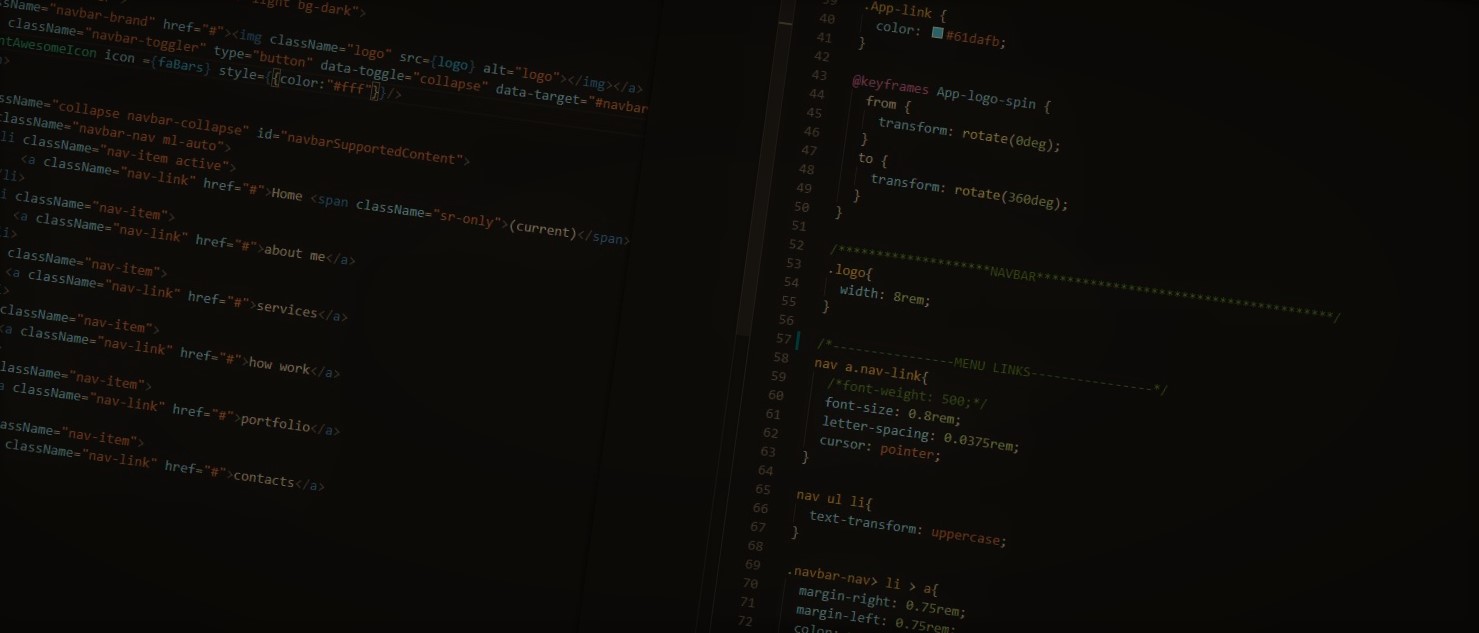 light bg-dark">
ssName="navbar-brand" href="#"><img className="logo" src={logo} alt="logo"></img></a>
className="navbar-toggler" type="button" data-toggle="collapse" data-target="#navbar
ntAwesomeIcon icon ={faBars} style={{color:"#fff"}}/>
ssName="collapse navbar-collapse" id="navbarSupportedContent">
className="navbar-nav ml-auto">
li className="nav-item active">
<a className="nav-link" href="#">Home <span className="sr-only">(current)</span>
/li>
i className="nav-item">
<a className="nav-link" href="#">about me</a>
li>
className="nav-item">
<a className="nav-link" href="#">services</a>
className="nav-item">
<a className="nav-link" href="#">how work</a>
className="nav-item">
a className="nav-link" href="#">portfolio</a>
assName="nav-item">
className="nav-link" href="#">contacts</a>
39 .App-link {
40 color: #61dafb;
41 }
42
43 @keyframes App-logo-spin {
44 from {
45 transform: rotate(0deg);
46 }
47 to {
48 transform: rotate(360deg);
49 }
50 }
51
52 /********************NAVBAR****************************************/
53 .logo{
54 width: 8rem;
55 }
56
57 /*----------------MENU LINKS----------------*/
58 nav a.nav-link{
59 /*font-weight: 500;*/
60 font-size: 0.8rem;
61 letter-spacing: 0.0375rem;
62 cursor: pointer;
63 }
64
65 nav ul li{
66 text-transform: uppercase;
67 }
68
69 .navbar-nav> li > a{
70 margin-right: 0.75rem;
71 margin-left: 0.75rem;
72 color: